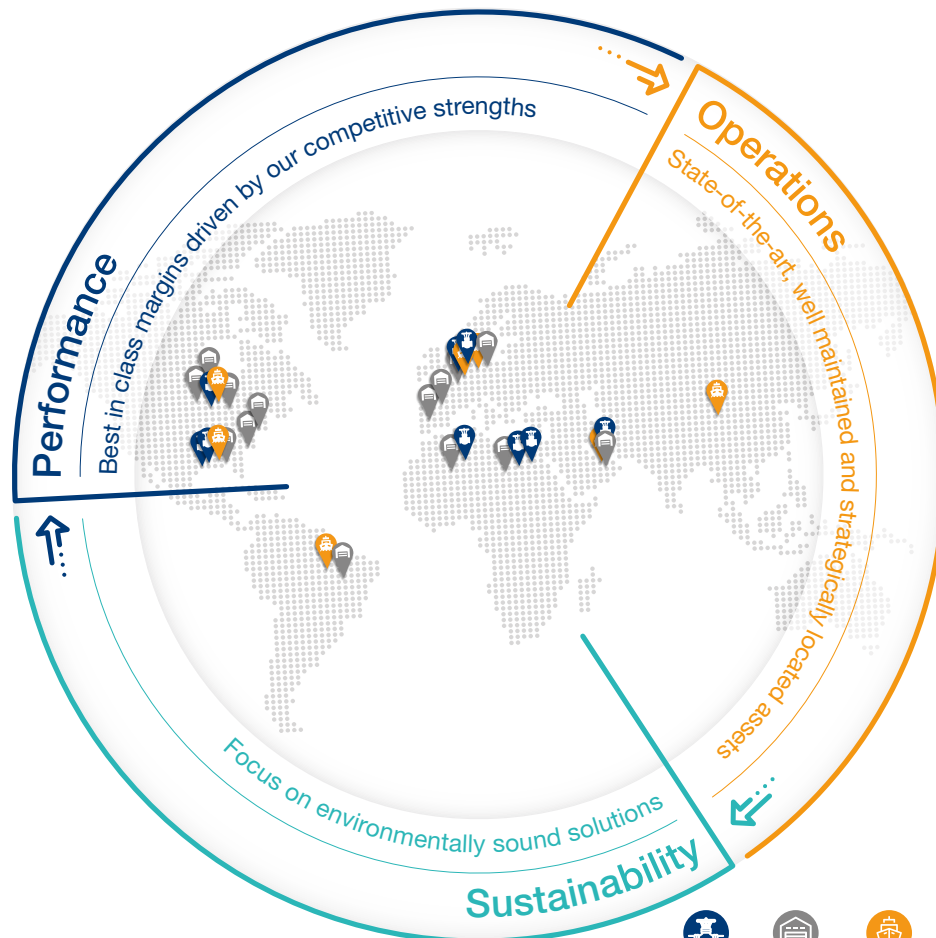 Performance
Best in class margins driven by our competitive strengths
Operations
State-of-the-art, well maintained and strategically located assets
Sustainability
Focus on environmentally sound solutions